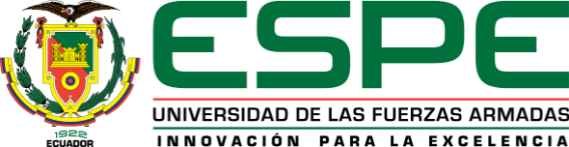 ESPE
UNIVERSIDAD DE LAS FUERZAS ARMADAS
INNOVACIÓN PARA LA EXCELENCIA
1922
ECUADOR